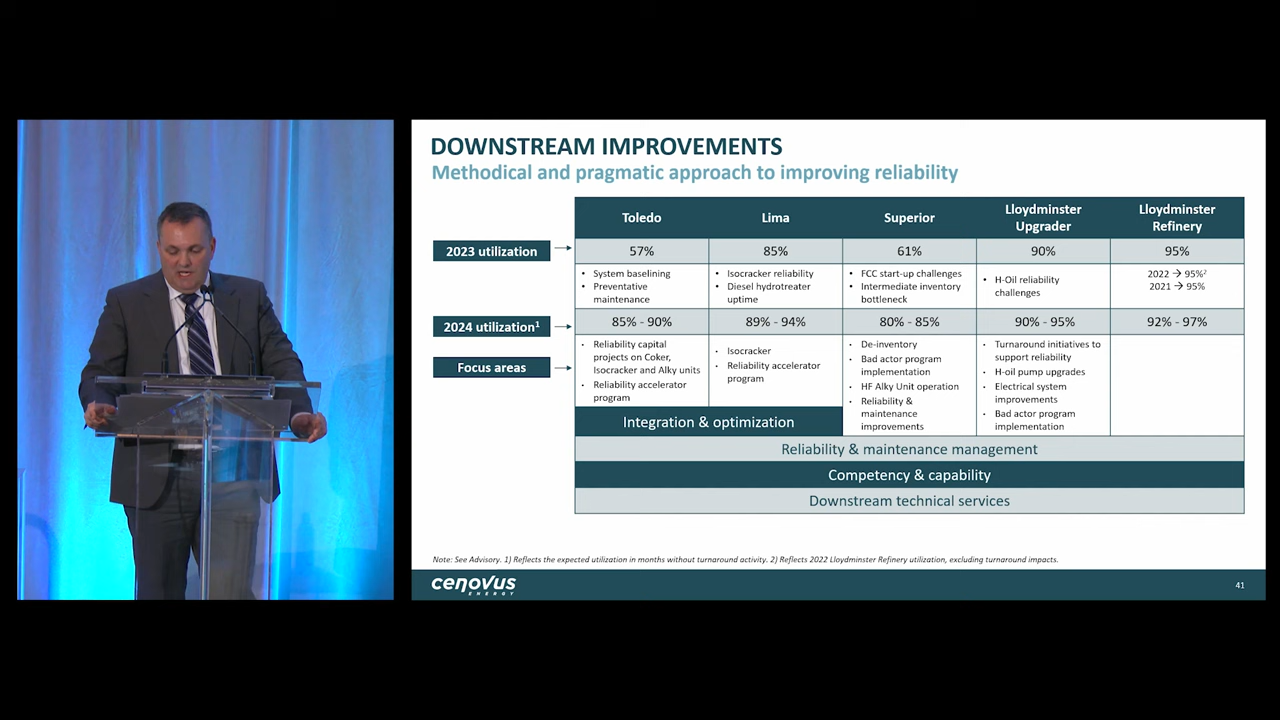 DOWNSTREAM IMPROVEMENTS
Methodical and pragmatic approach to improving reliability
Toledo
Lima
Superior
Lloydminster
Upgrader
Lloydminster
Refinery
2023 utilization
57%
85%
61%
90%
95%
• System baselining
• Preventative
maintenance
• Isocracker reliability
• Diesel hydrotreater
uptime
• FCC start-up challenges
• Intermediate inventory
bottleneck
• H-Oil reliability
challenges
2022 → 95%²
2021 → 95%
2024 utilization¹
85% - 90%
89% - 94%
80% - 85%
90% - 95%
92% - 97%
Focus areas
· Reliability capital
projects on Coker,
Isocracker and Alky units
· Reliability accelerator
program
· Isocracker
· Reliability accelerator
program
· De-inventory
· Bad actor program
implementation
· HF Alky Unit operation
· Reliability &
maintenance
improvements
· Turnaround initiatives to
support reliability
· H-oil pump upgrades
· Electrical system
improvements
· Bad actor program
implementation
Integration & optimization
Reliability & maintenance management
Competency & capability
Downstream technical services
Note: See Advisory. 1) Reflects the expected utilization in months without turnaround activity. 2) Reflects 2022 Lloydminster Refinery utilization, excluding turnaround impacts.
cenovus
ENERGY
41